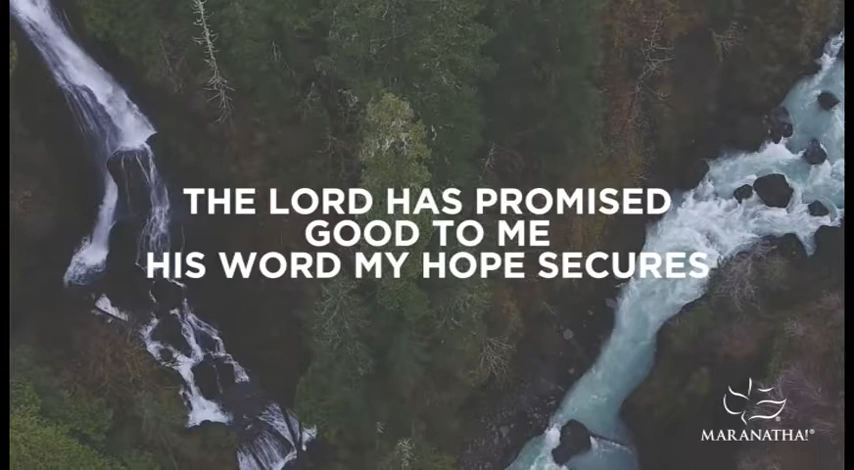 THE LORD HAS PROMISED
GOOD TO ME
HIS WORD MY HOPE SECURES
MARANATHA!®